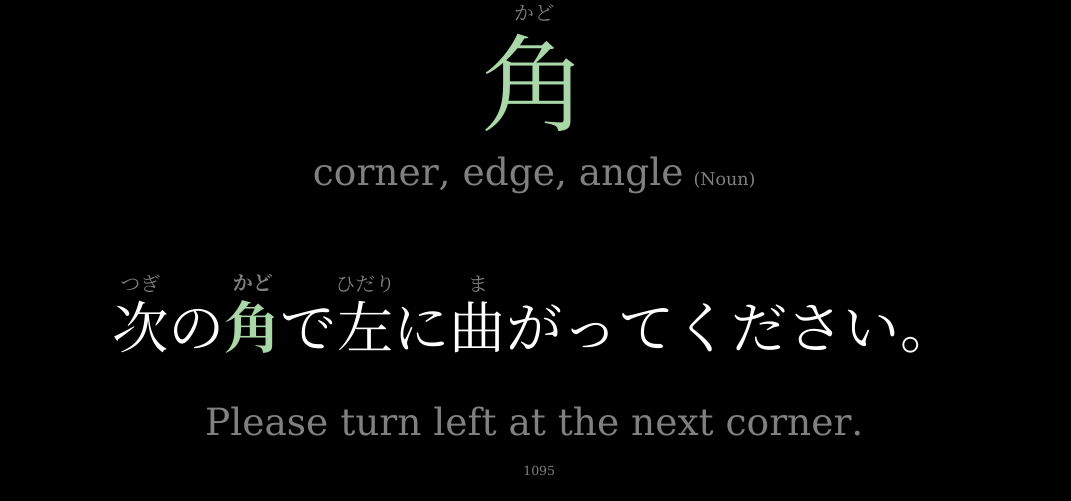 かど
角
corner, edge, angle (Noun)
つぎ かど ひだり ま
次の角で左に曲がってください。
Please turn left at the next corner.
1095